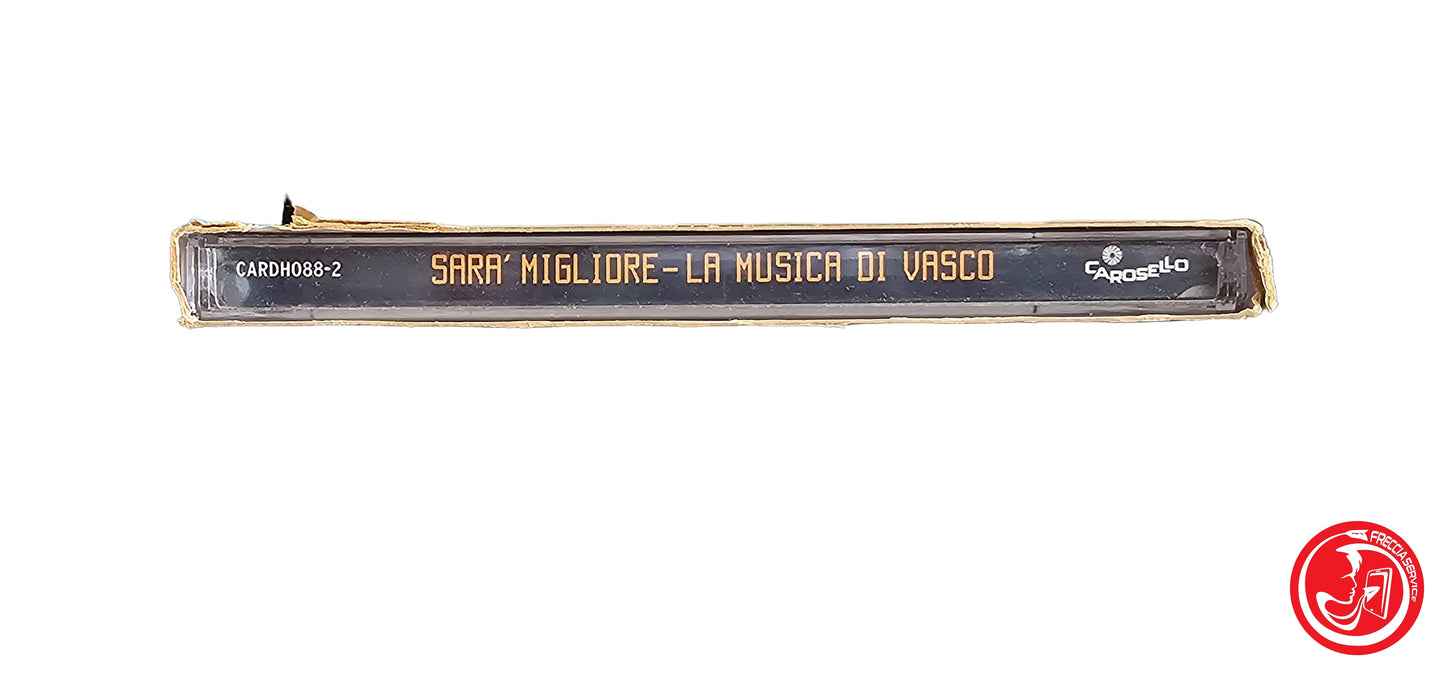 CARDH088-2
SARA' MIGLIORE – LA MUSICA DI VASCO
CAROSELLO
FRECCIA SERVICE